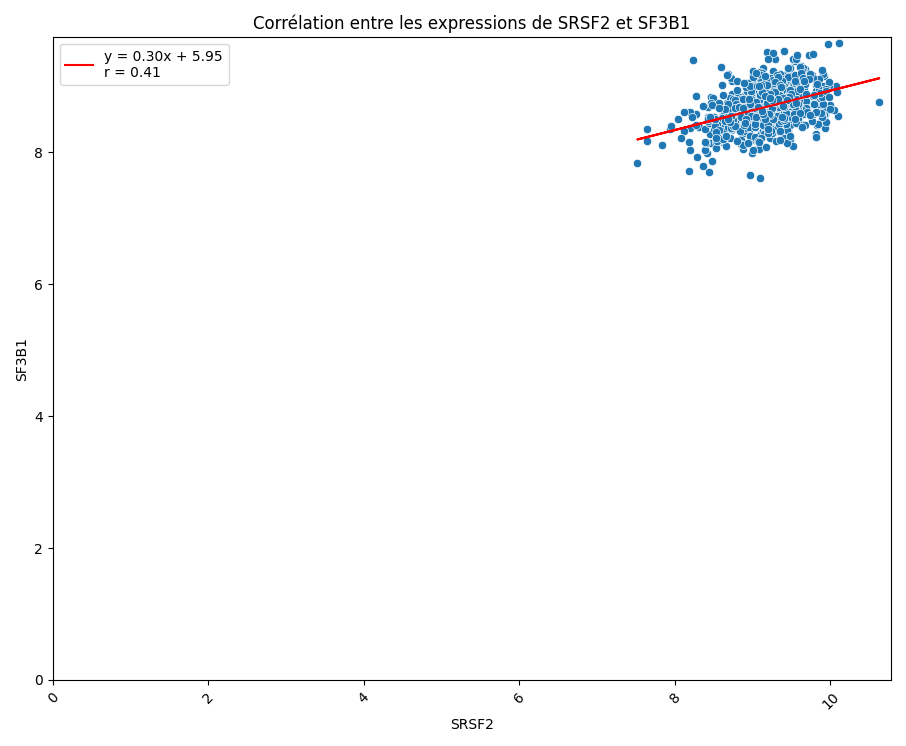 Corrélation entre les expressions de SRSF2 et SF3B1
y = 0.30x + 5.95
r = 0.41
SF3B1
8
6
4
2
0
0 2 4 6 8 10
SRSF2